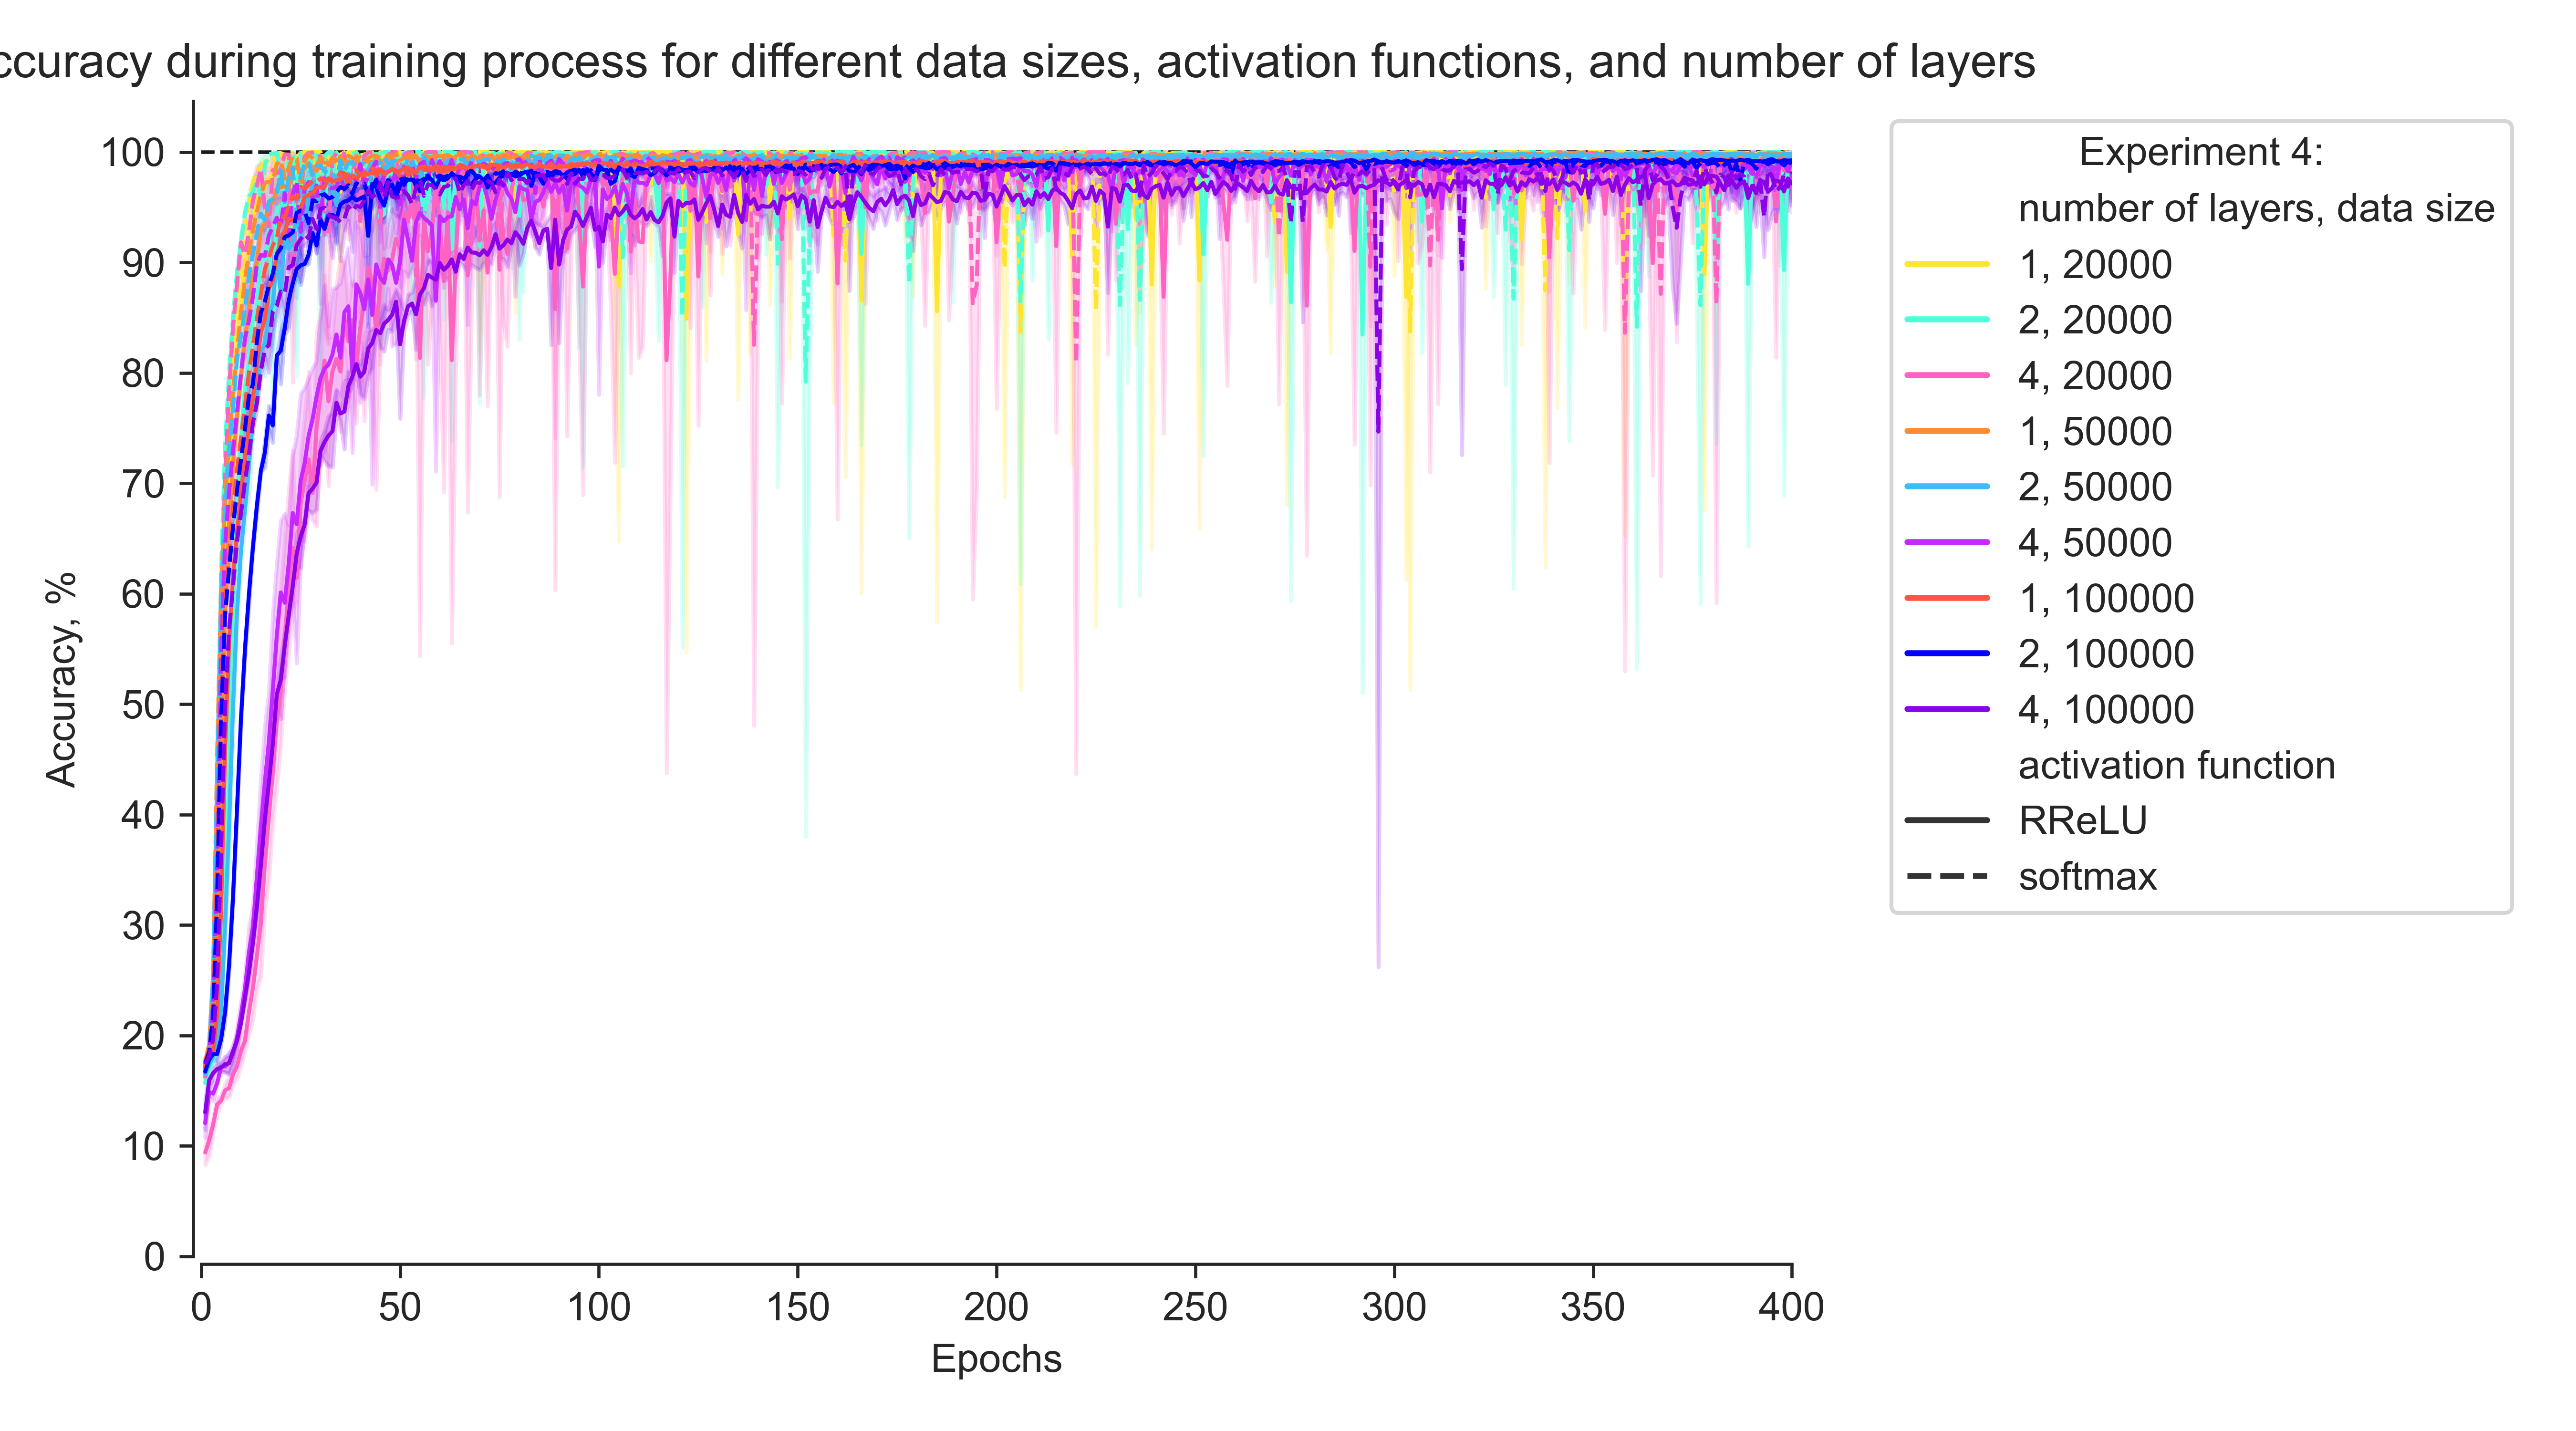 ccuracy during training process for different data sizes, activation functions, and number of layers
Accuracy, %
100
90
80
70
60
50
40
30
20
10
0
0 50 100 150 200 250 300 350 400
Epochs
Experiment 4:
number of layers, data size
1, 20000
2, 20000
4, 20000
1, 50000
2, 50000
4, 50000
1, 100000
2, 100000
4, 100000
activation function
RReLU
softmax